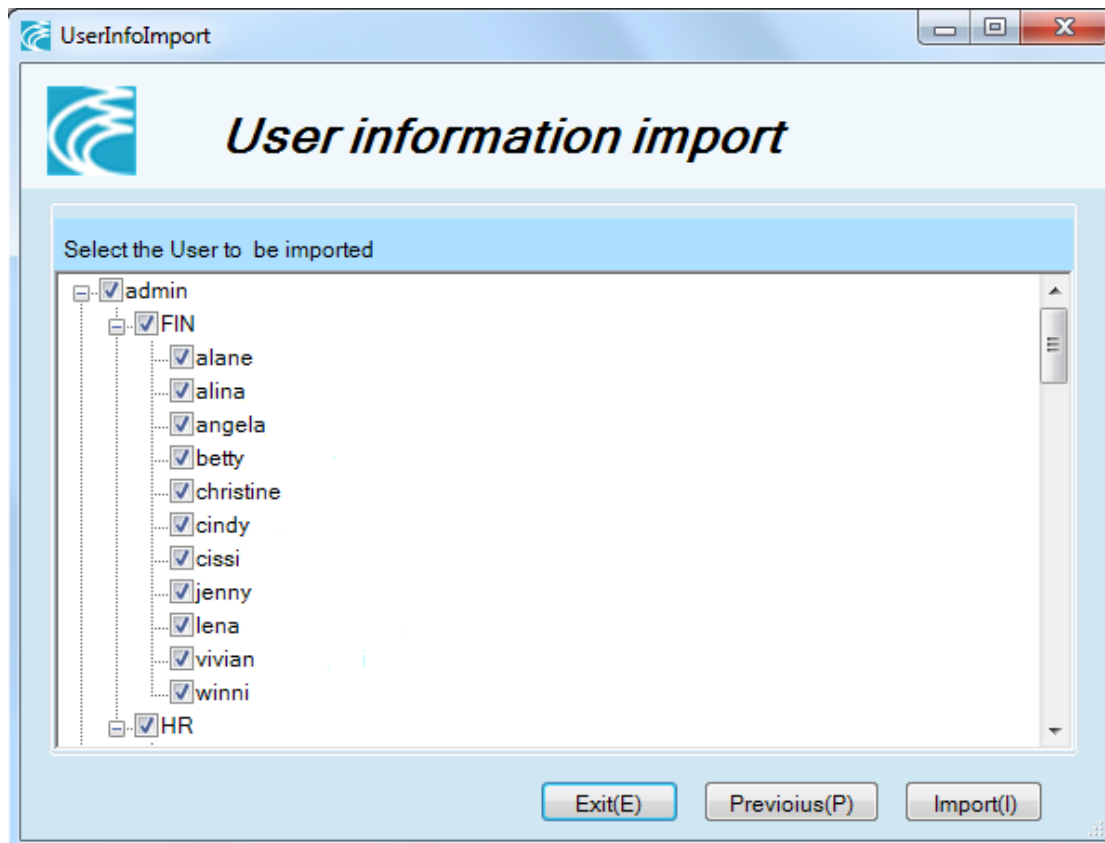 UserInfoImport
User information import
Select the User to  be imported
admin
FIN
alane
alina
angela
betty
christine
cindy
cissi
jenny
lena
vivian
winni
HR
Exit(E) Previoius(P) Import(I)